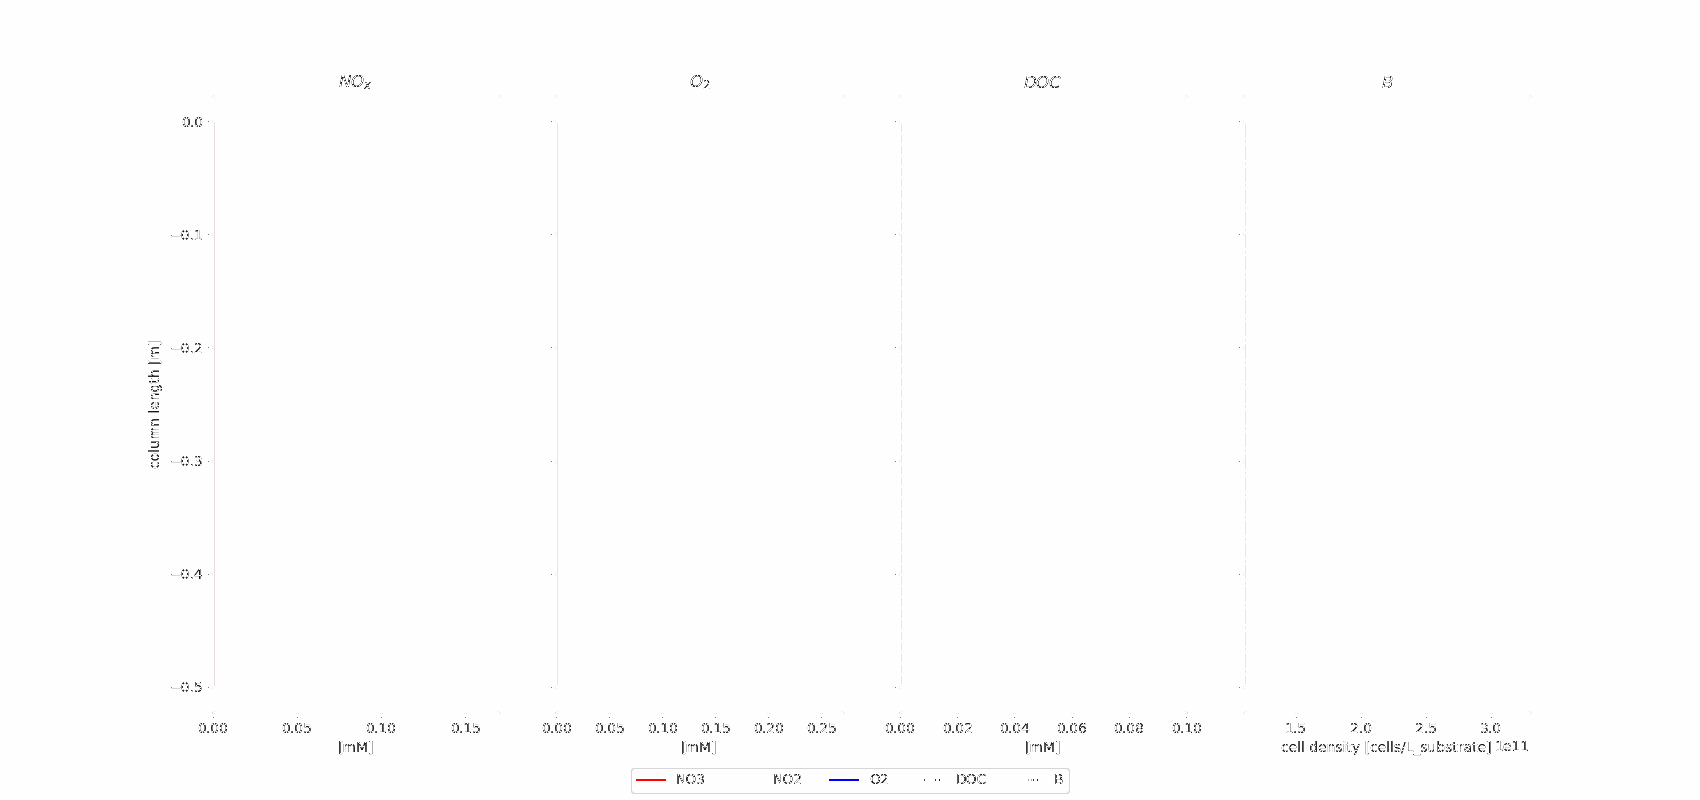 NOx O2 DOC B
0.0
−0.1
−0.2
−0.3
−0.4
−0.5
column length [m]
0.00 0.05 0.10 0.15
0.00 0.05 0.10 0.15 0.20 0.25
0.00 0.02 0.04 0.06 0.08 0.10
1.5 2.0 2.5 3.0
[mM] [mM] [mM] cell density [cells/L_substrate] 1e11
NO3 NO2 O2 DOC B